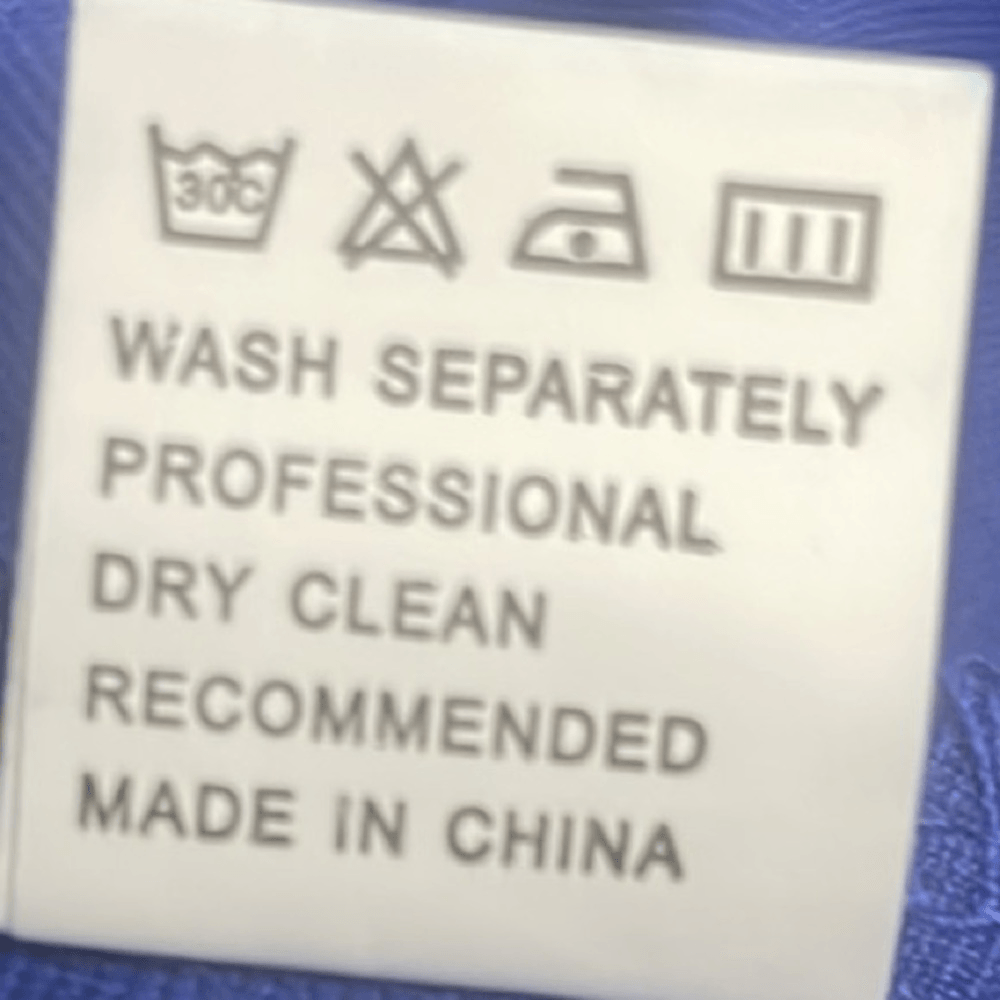 30C
WASH SEPARATELY
PROFESSIONAL
DRY CLEAN
RECOMMENDED
MADE IN CHINA